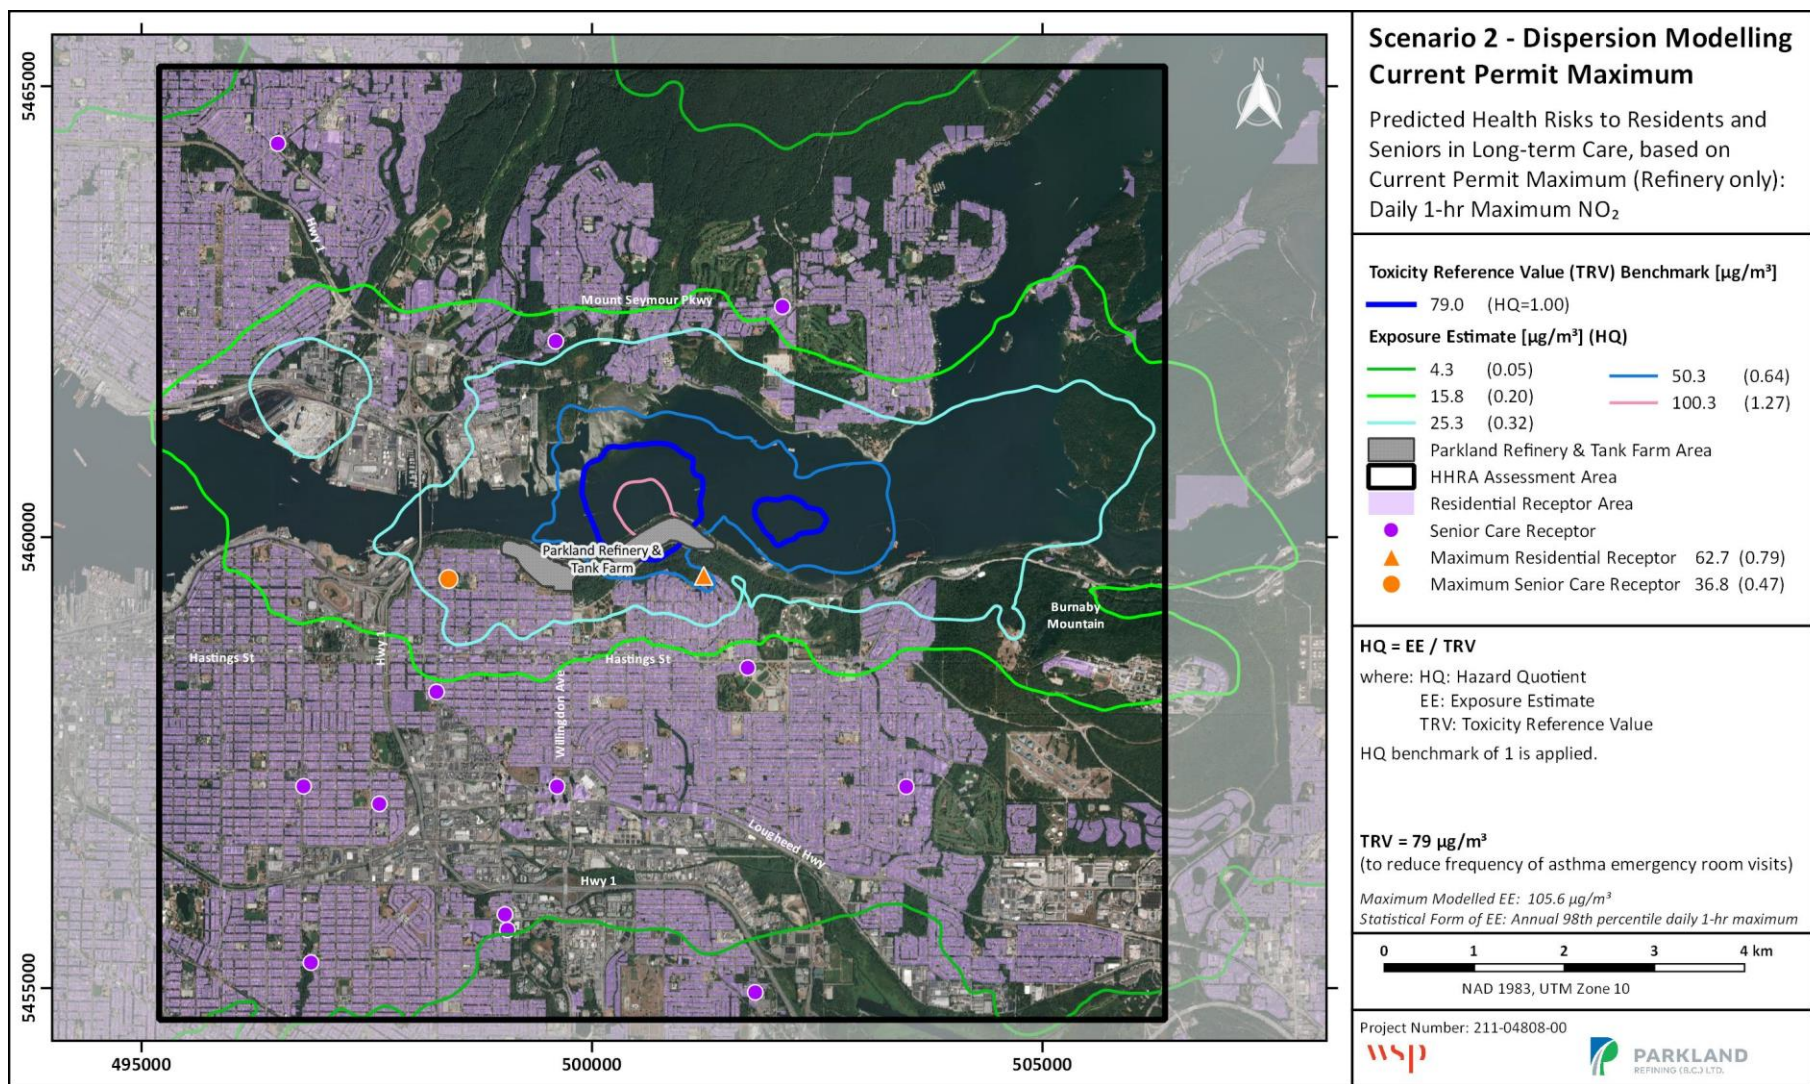 Scenario 2 - Dispersion Modelling
Current Permit Maximum
Predicted Health Risks to Residents and
Seniors in Long-term Care, based on
Current Permit Maximum (Refinery only):
Daily 1-hr Maximum NO₂
Toxicity Reference Value (TRV) Benchmark [µg/m³]
79.0 (HQ=1.00)
Exposure Estimate [µg/m³] (HQ)
4.3 (0.05)
15.8 (0.20)
25.3 (0.32)
50.3 (0.64)
100.3 (1.27)
Parkland Refinery & Tank Farm Area
HHRA Assessment Area
Residential Receptor Area
Senior Care Receptor
Maximum Residential Receptor 62.7 (0.79)
Maximum Senior Care Receptor 36.8 (0.47)
HQ = EE / TRV
where: HQ: Hazard Quotient
EE: Exposure Estimate
TRV: Toxicity Reference Value
HQ benchmark of 1 is applied.
TRV = 79 µg/m³
(to reduce frequency of asthma emergency room visits)
Maximum Modelled EE: 105.6 µg/m³
Statistical Form of EE: Annual 98th percentile daily 1-hr maximum
0 1 2 3 4 km
NAD 1983, UTM Zone 10
Project Number: 211-04808-00
wsp
PARKLAND
REFINING (B.C.) LTD.
N
5465000
5460000
5455000
495000
500000
505000
Hwy 1
Mount Seymour Pkwy
Parkland Refinery &
Tank Farm
Burnaby
Mountain
Hastings St
Hwy 1
Hastings St
Willingdon Ave
Lougheed Hwy
Hwy 1